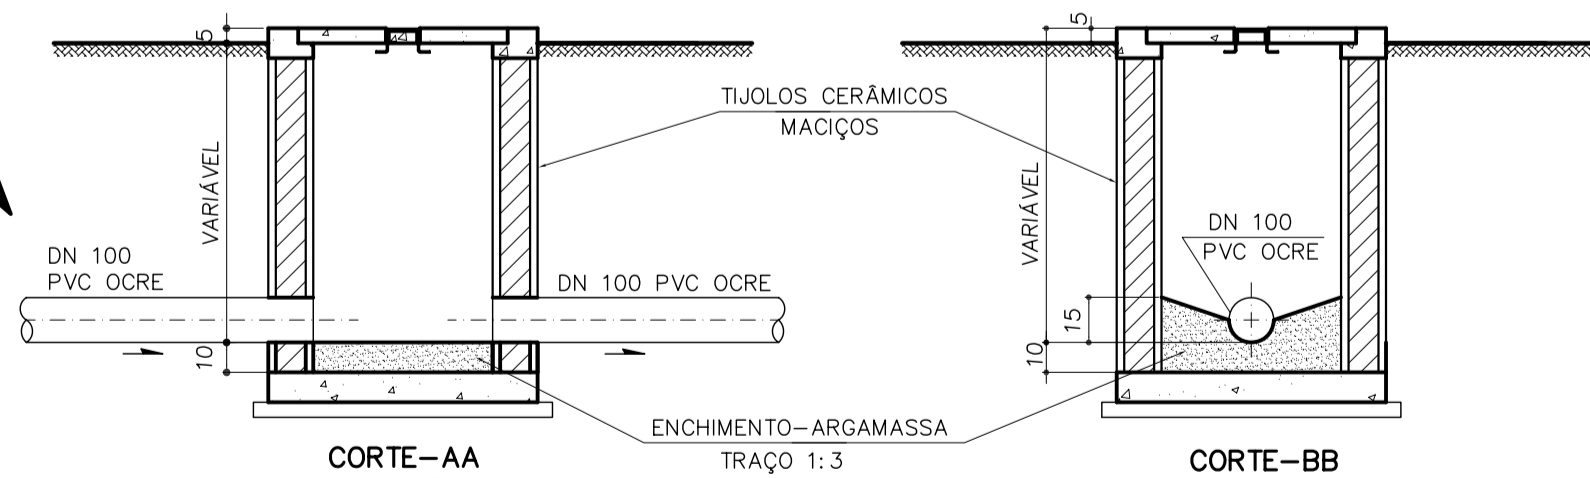 5
5
TIJOLOS CERÂMICOS
MACIÇOS
VARIÁVEL
VARIÁVEL
DN 100
PVC OCRE
DN 100
PVC OCRE
DN 100 PVC OCRE
15
10
10
ENCHIMENTO-ARGAMASSA
TRAÇO 1:3
CORTE-AA
CORTE-BB